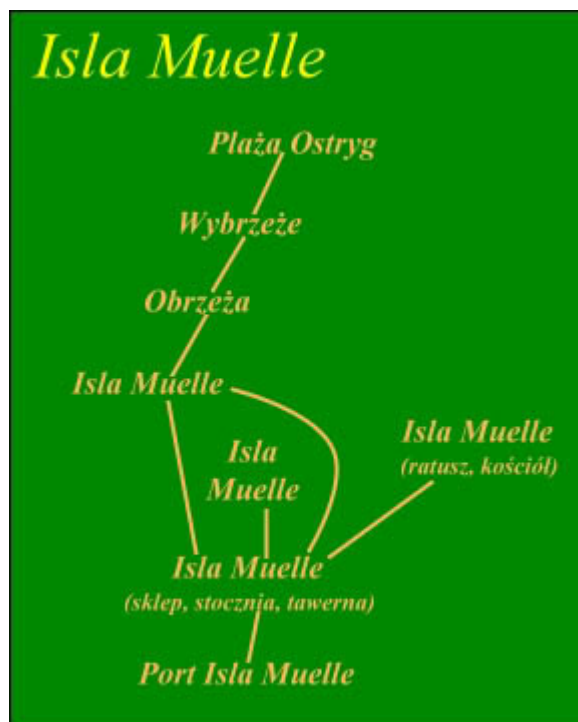 Isla Muelle
Plaża Ostryg
Wybrzeże
Obrzeża
Isla Muelle
Isla Muelle
(ratusz, kościół)
Isla
Muelle
Isla Muelle
(sklep, stocznia, tawerna)
Port Isla Muelle